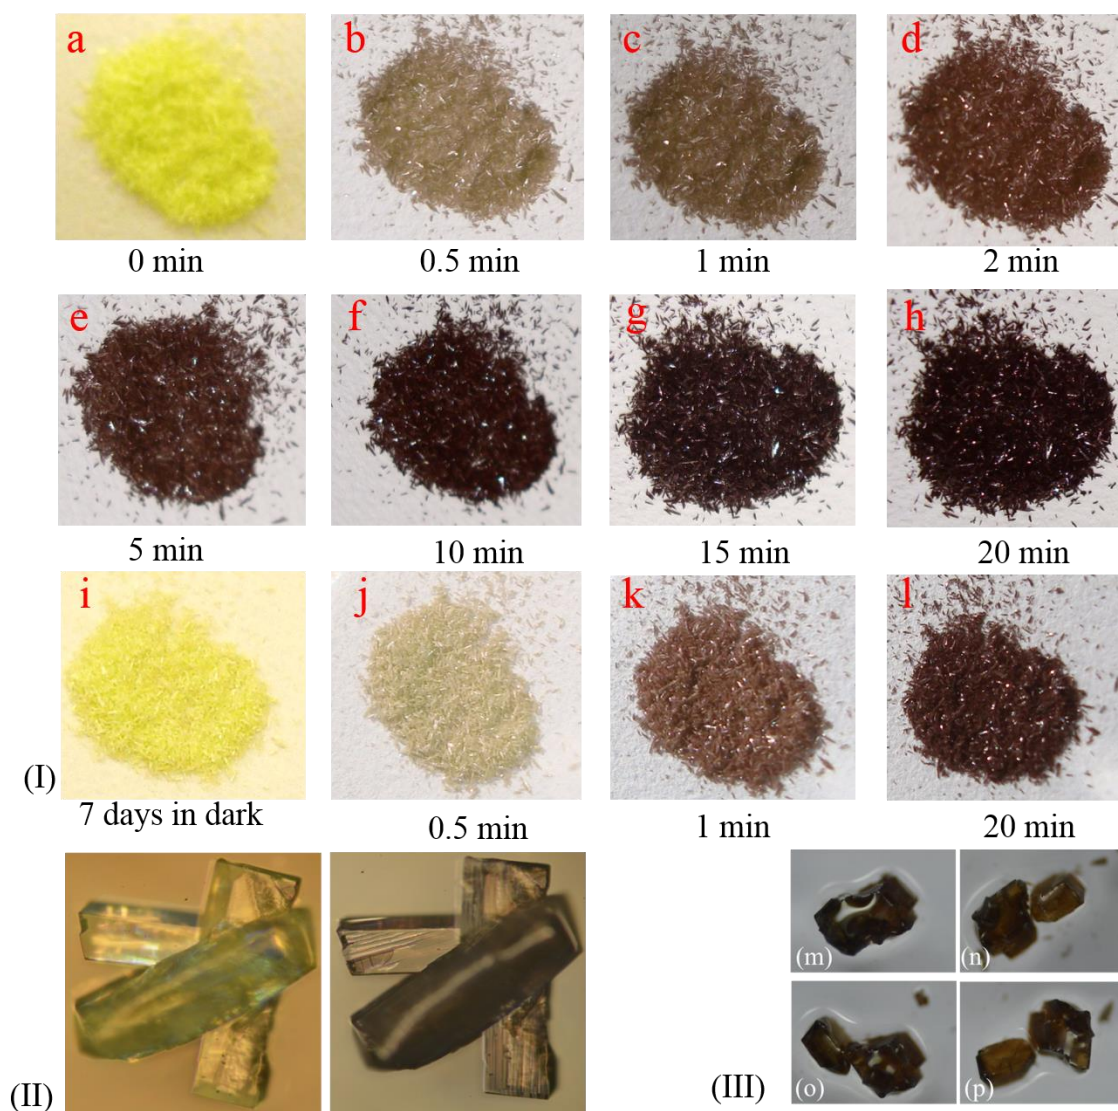 a b c d
0 min 0.5 min 1 min 2 min
e f g h
5 min 10 min 15 min 20 min
i j k l
(I)
7 days in dark 0.5 min 1 min 20 min
(m) (n)
(o) (p)
(II) (III)